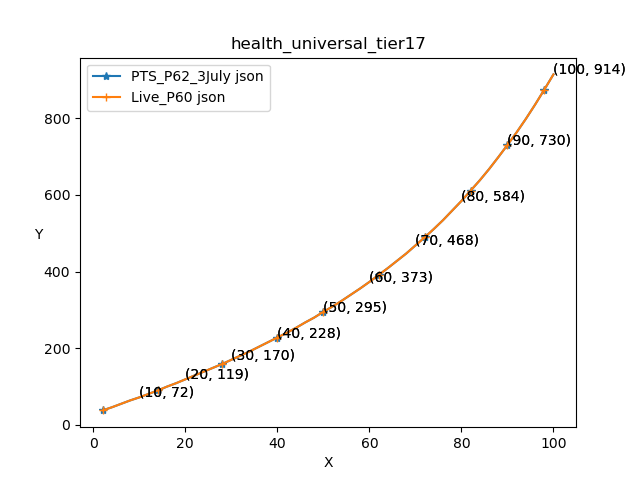 health_universal_tier17
PTS_P62_3July json
Live_P60 json
(100, 914)
(90, 730)
(80, 584)
(70, 468)
(60, 373)
(50, 295)
(40, 228)
(30, 170)
(20, 119)
(10, 72)
800
600
400
200
0
Y
0 20 40 60 80 100
X